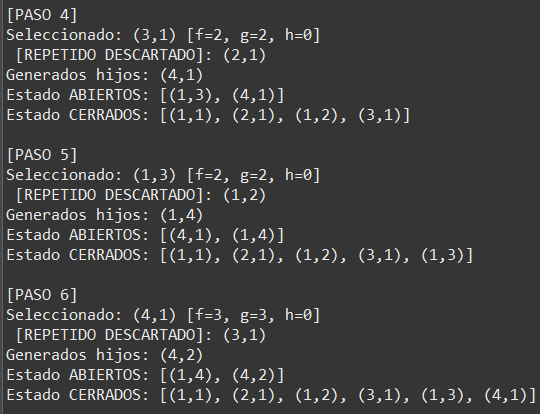 [PASO 4]
Seleccionado: (3,1) [f=2, g=2, h=0]
[REPETIDO DESCARTADO]: (2,1)
Generados hijos: (4,1)
Estado ABIERTOS: [(1,3), (4,1)]
Estado CERRADOS: [(1,1), (2,1), (1,2), (3,1)]
[PASO 5]
Seleccionado: (1,3) [f=2, g=2, h=0]
[REPETIDO DESCARTADO]: (1,2)
Generados hijos: (1,4)
Estado ABIERTOS: [(4,1), (1,4)]
Estado CERRADOS: [(1,1), (2,1), (1,2), (3,1), (1,3)]
[PASO 6]
Seleccionado: (4,1) [f=3, g=3, h=0]
[REPETIDO DESCARTADO]: (3,1)
Generados hijos: (4,2)
Estado ABIERTOS: [(1,4), (4,2)]
Estado CERRADOS: [(1,1), (2,1), (1,2), (3,1), (1,3), (4,1)]